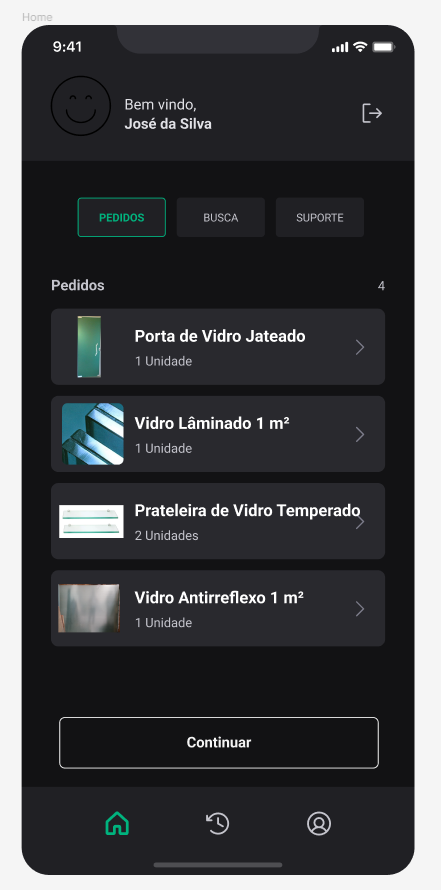 Home
9:41
Bem vindo,
José da Silva
PEDIDOS
BUSCA
SUPORTE
Pedidos
4
Porta de Vidro Jateado
1 Unidade
Vidro Lâminado 1 m²
1 Unidade
Prateleira de Vidro Temperado
2 Unidades
Vidro Antirreflexo 1 m²
1 Unidade
Continuar